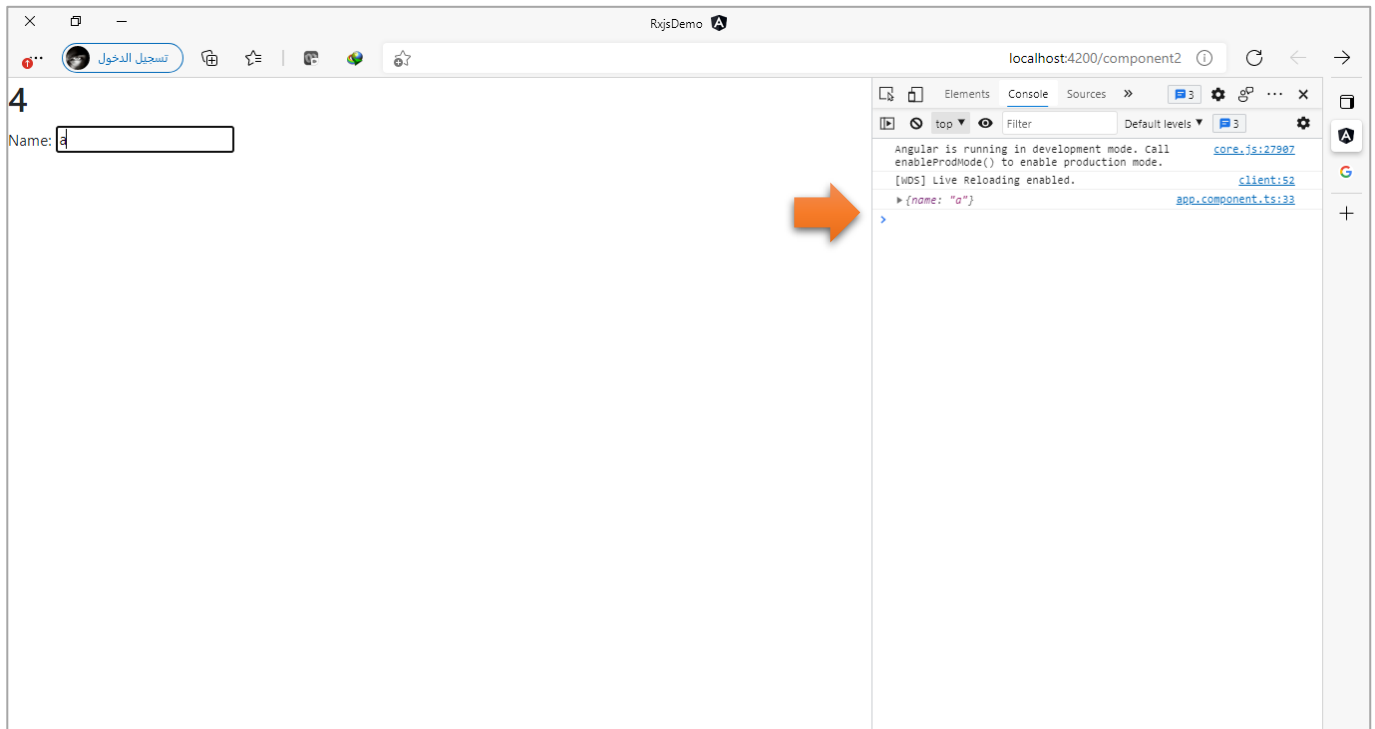 RxjsDemo
تسجيل الدخول
localhost:4200/component2
4
Name: a
Elements Console Sources » 3
top Filter Default levels 3
Angular is running in development mode. Call core.js:27907
enableProdMode() to enable production mode.
[WDS] Live Reloading enabled. client:52
{name: "a"} app.component.ts:33